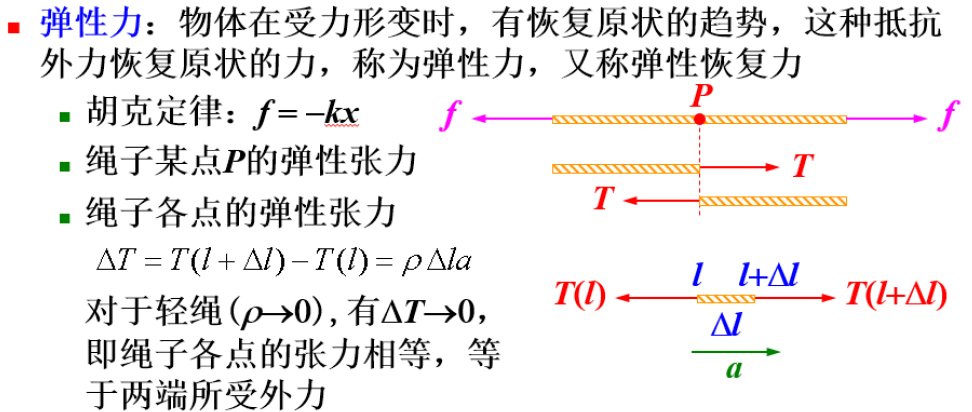 弹性力：物体在受力形变时，有恢复原状的趋势，这种抵抗
外力恢复原状的力，称为弹性力，又称弹性恢复力
胡克定律：f = –kx
绳子某点P的弹性张力
绳子各点的弹性张力
ΔT = T(l + Δl) − T(l) = ρ Δla
对于轻绳(ρ→0), 有ΔT→0，
即绳子各点的张力相等，等
于两端所受外力
P
f
f
T
T
l l+Δl
T(l) T(l+Δl)
Δl
a